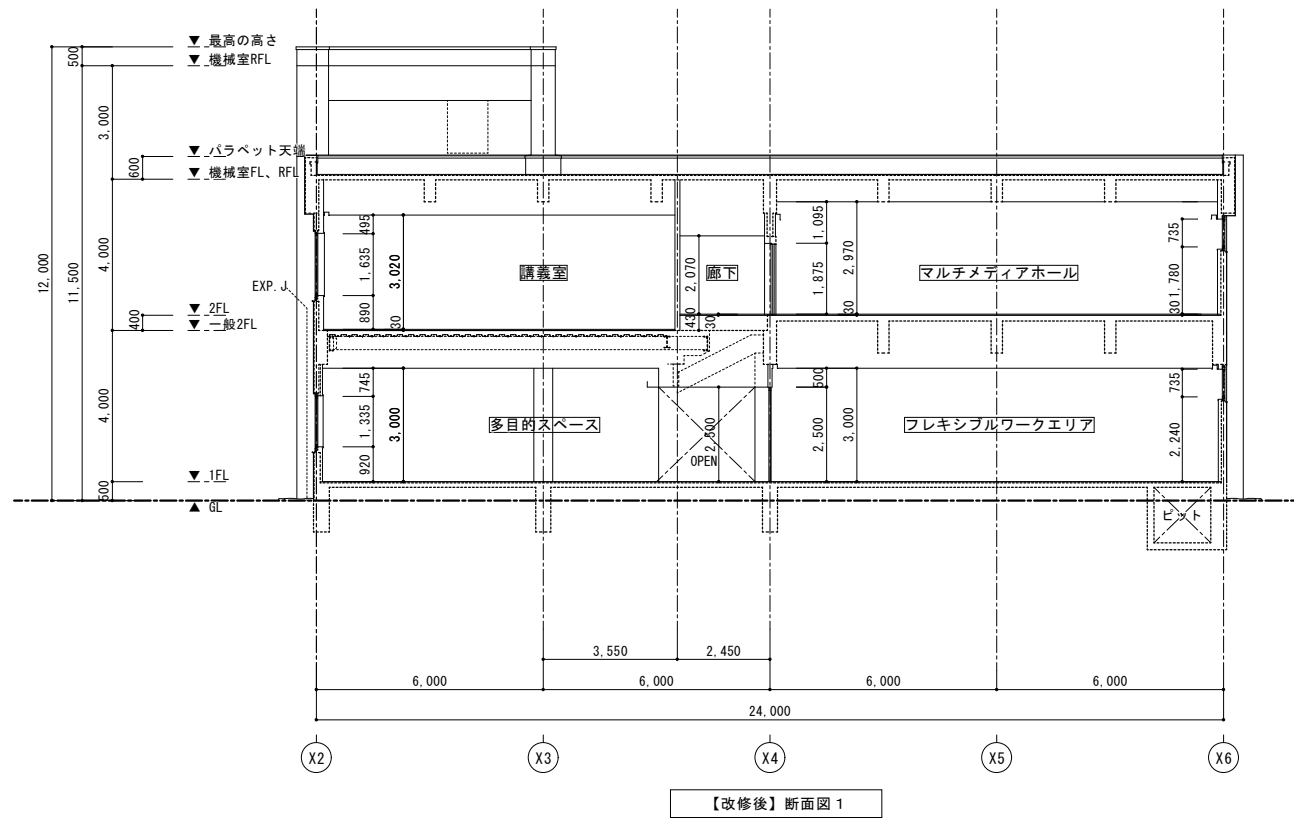 ▼ 最高の高さ
▼ 機械室RFL
▼ パラペット天端
▼ 機械室FL、RFL
▼ 2FL
▼ 一般2FL
▼ 1FL
▲ GL
12,000
11,500
500
3,000
600
4,000
400
4,000
500
EXP.J
495
1,635
890
3,020
30
講義室
2,070
430
30
廊下
1,095
1,875
2,970
30
マルチメディアホール
735
1,780
30
745
1,335
920
3,000
多目的スペース
2,500
OPEN
500
2,500
3,000
フレキシブルワークエリア
735
2,240
ピット
3,550
2,450
6,000
6,000
6,000
6,000
24,000
X2
X3
X4
X5
X6
【改修後】断面図1